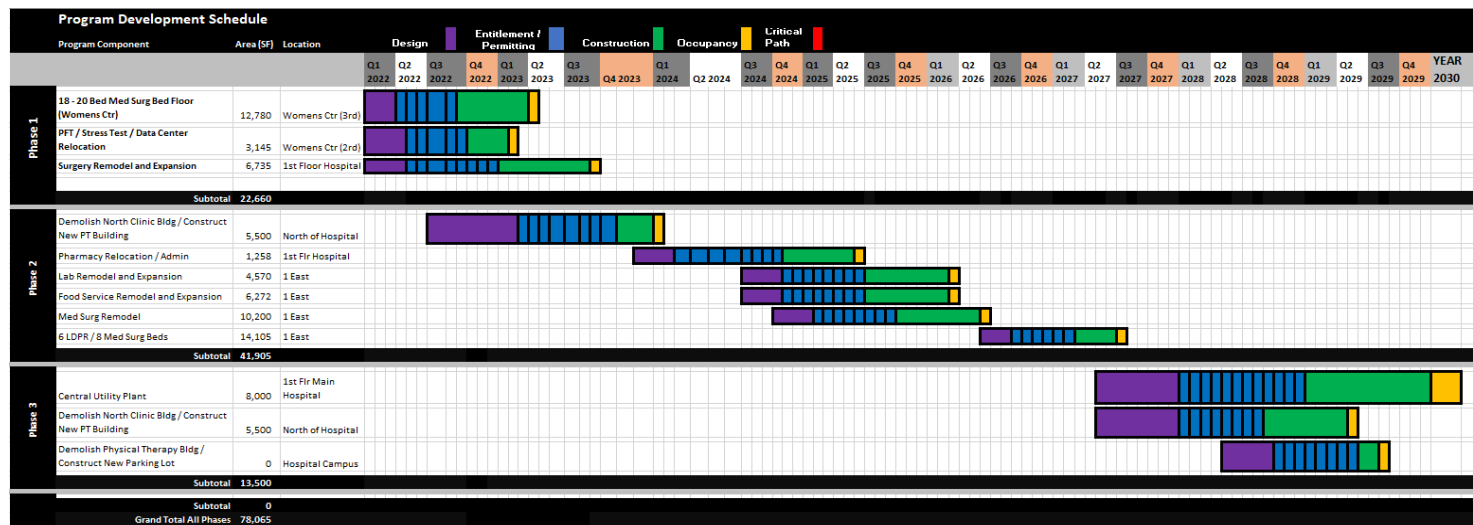 Program Development Schedule
Program Component Area (SF) Location Design Entitlement / Permitting Construction Occupancy Critical Path
Q1 2022 Q2 2022 Q3 2022 Q4 2022 Q1 2023 Q2 2023 Q3 2023 Q4 2023 Q1 2024 Q2 2024 Q3 2024 Q4 2024 Q1 2025 Q2 2025 Q3 2025 Q4 2025 Q1 2026 Q2 2026 Q3 2026 Q4 2026 Q1 2027 Q2 2027 Q3 2027 Q4 2027 Q1 2028 Q2 2028 Q3 2028 Q4 2028 Q1 2029 Q2 2029 Q3 2029 Q4 2029 YEAR 2030
Phase 1
18 - 20 Bed Med Surg Bed Floor
(Womens Ctr) 12,780 Womens Ctr (3rd)
PFT / Stress Test / Data Center
Relocation 3,145 Womens Ctr (2rd)
Surgery Remodel and Expansion 6,735 1st Floor Hospital
Subtotal 22,660
Phase 2
Demolish North Clinic Bldg / Construct
New PT Building 5,500 North of Hospital
Pharmacy Relocation / Admin 1,258 1st Flr Hospital
Lab Remodel and Expansion 4,570 1 East
Food Service Remodel and Expansion 6,272 1 East
Med Surg Remodel 10,200 1 East
6 LDPR / 8 Med Surg Beds 14,105 1 East
Subtotal 41,905
Phase 3
1st Flr Main
Central Utility Plant 8,000 Hospital
Demolish North Clinic Bldg / Construct
New PT Building 5,500 North of Hospital
Demolish Physical Therapy Bldg /
Construct New Parking Lot 0 Hospital Campus
Subtotal 13,500
Subtotal 0
Grand Total All Phases 78,065